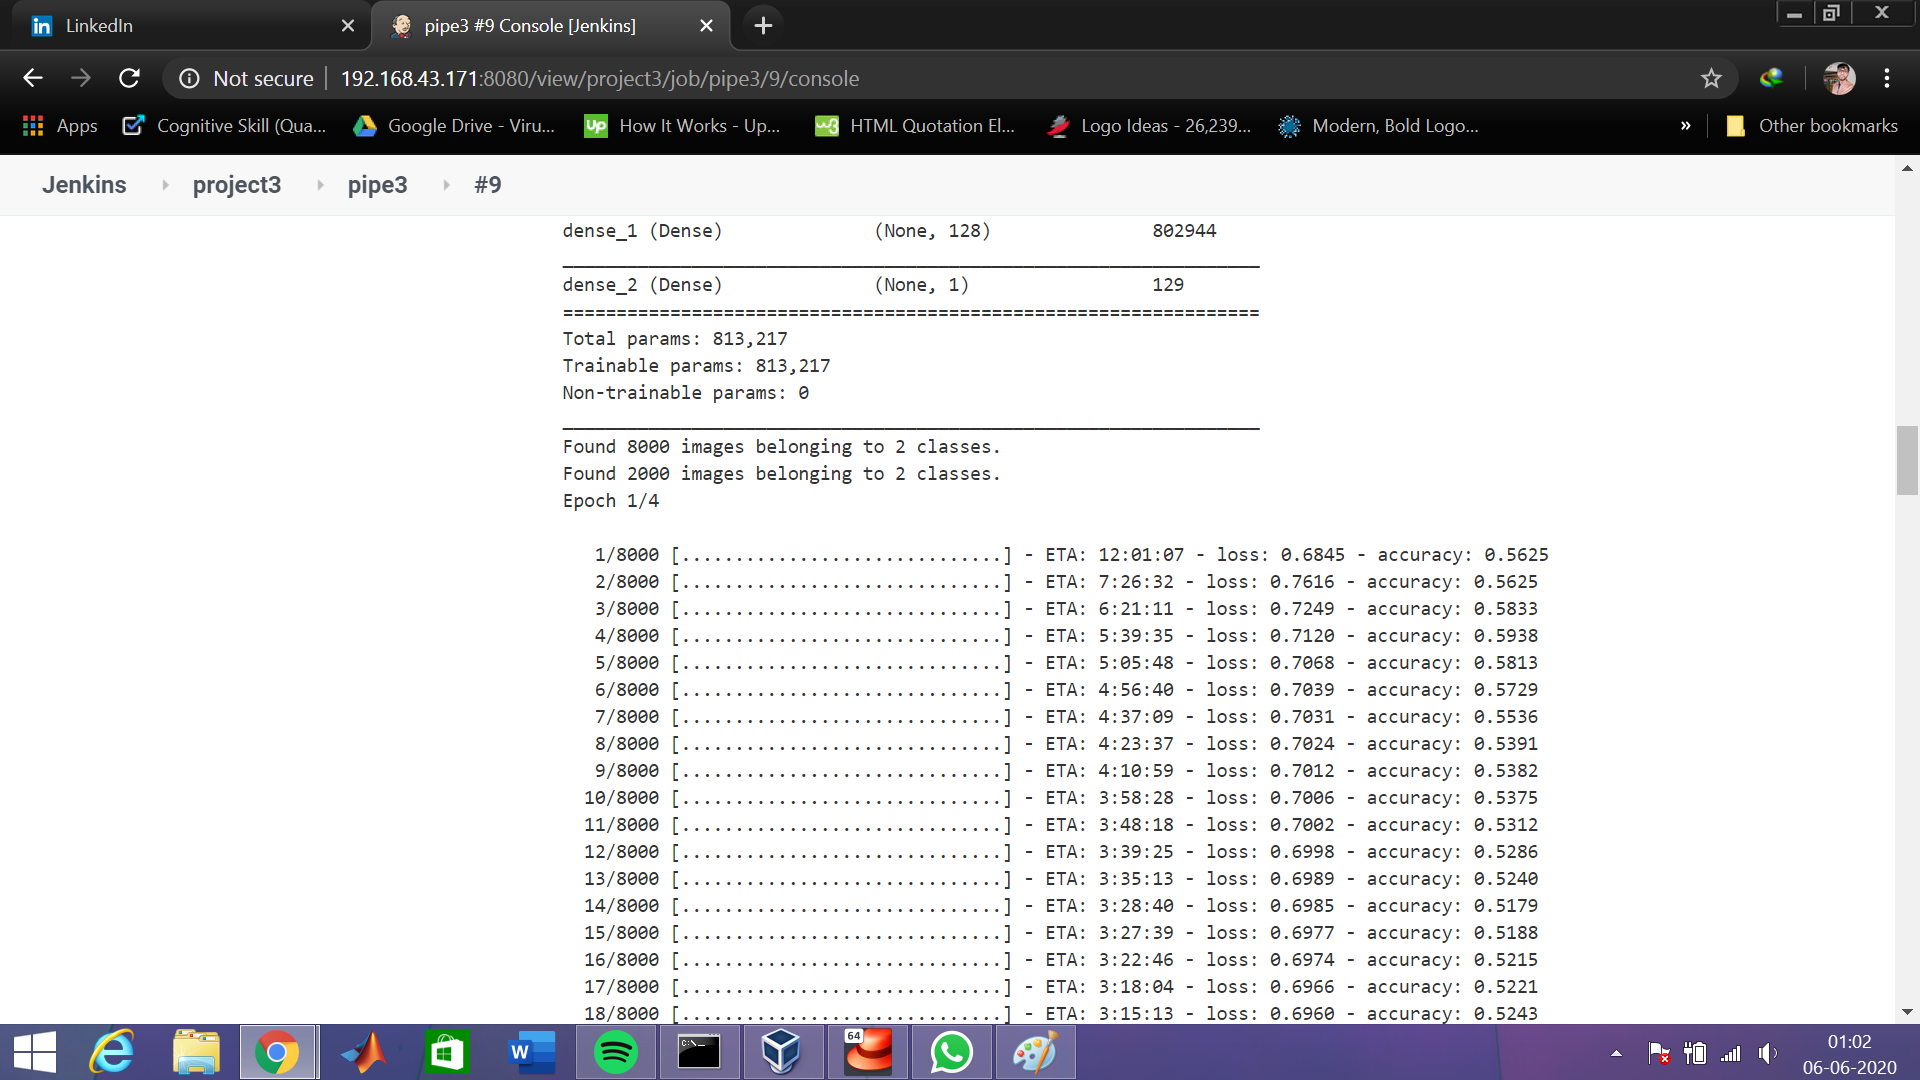 LinkedIn
pipe3 #9 Console [Jenkins]
Not secure
192.168.43.171:8080/view/project3/job/pipe3/9/console
Apps
Cognitive Skill (Qua...
Google Drive - Viru...
Up How It Works - Up...
w3 HTML Quotation El...
Logo Ideas - 26,239...
Modern, Bold Logo...
»
Other bookmarks
Jenkins project3 pipe3 #9
dense_1 (Dense) (None, 128) 802944
_________________________________________________________________
dense_2 (Dense) (None, 1) 129
=================================================================
Total params: 813,217
Trainable params: 813,217
Non-trainable params: 0
_________________________________________________________________
Found 8000 images belonging to 2 classes.
Found 2000 images belonging to 2 classes.
Epoch 1/4
1/8000 [..............................] - ETA: 12:01:07 - loss: 0.6845 - accuracy: 0.5625
2/8000 [..............................] - ETA: 7:26:32 - loss: 0.7616 - accuracy: 0.5625
3/8000 [..............................] - ETA: 6:21:11 - loss: 0.7249 - accuracy: 0.5833
4/8000 [..............................] - ETA: 5:39:35 - loss: 0.7120 - accuracy: 0.5938
5/8000 [..............................] - ETA: 5:05:48 - loss: 0.7068 - accuracy: 0.5813
6/8000 [..............................] - ETA: 4:56:40 - loss: 0.7039 - accuracy: 0.5729
7/8000 [..............................] - ETA: 4:37:09 - loss: 0.7031 - accuracy: 0.5536
8/8000 [..............................] - ETA: 4:23:37 - loss: 0.7024 - accuracy: 0.5391
9/8000 [..............................] - ETA: 4:10:59 - loss: 0.7012 - accuracy: 0.5382
10/8000 [..............................] - ETA: 3:58:28 - loss: 0.7006 - accuracy: 0.5375
11/8000 [..............................] - ETA: 3:48:18 - loss: 0.7002 - accuracy: 0.5312
12/8000 [..............................] - ETA: 3:39:25 - loss: 0.6998 - accuracy: 0.5286
13/8000 [..............................] - ETA: 3:35:13 - loss: 0.6989 - accuracy: 0.5240
14/8000 [..............................] - ETA: 3:28:40 - loss: 0.6985 - accuracy: 0.5179
15/8000 [..............................] - ETA: 3:27:39 - loss: 0.6977 - accuracy: 0.5188
16/8000 [..............................] - ETA: 3:22:46 - loss: 0.6974 - accuracy: 0.5215
17/8000 [..............................] - ETA: 3:18:04 - loss: 0.6966 - accuracy: 0.5221
18/8000 [..............................] - ETA: 3:15:13 - loss: 0.6960 - accuracy: 0.5243
64
01:02
06-06-2020